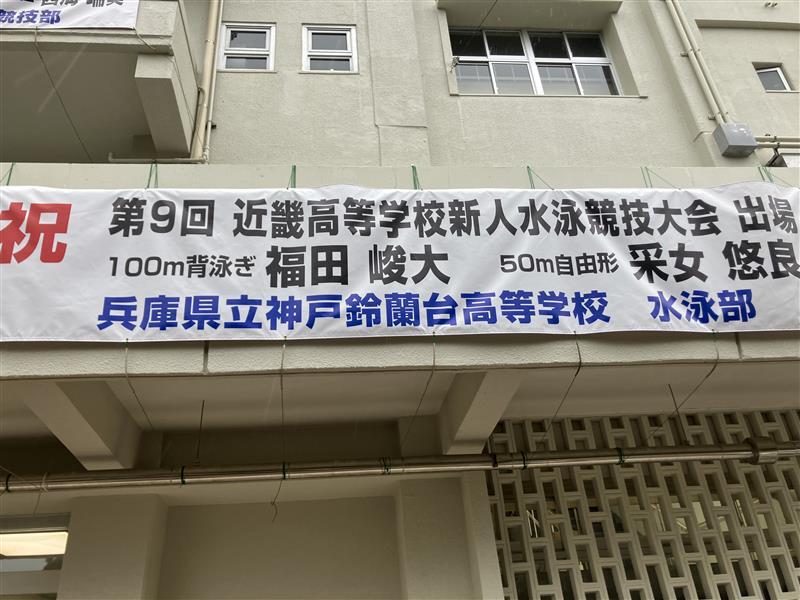 競技部
祝
第9回 近畿高等学校新人水泳競技大会 出場
100m背泳ぎ 福田 峻大 50m自由形 采女 悠良
兵庫県立神戸鈴蘭台高等学校 水泳部